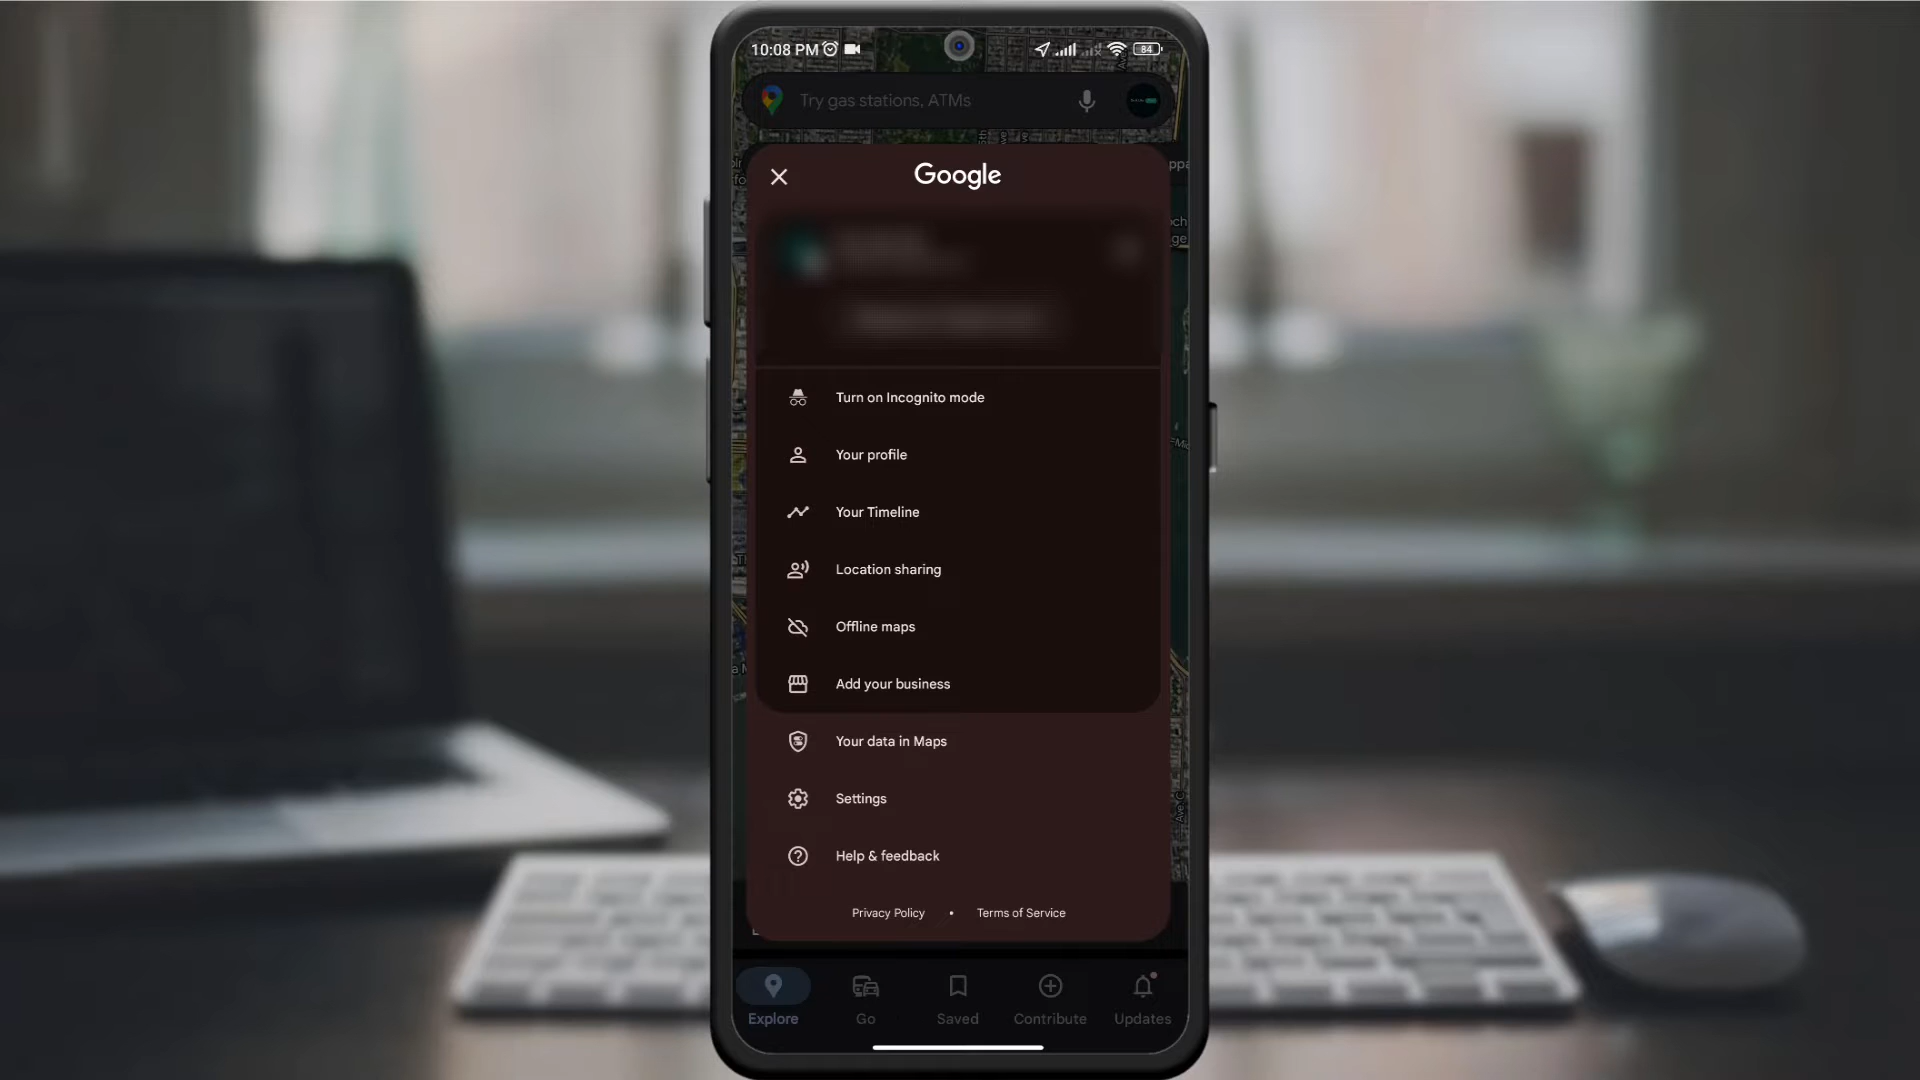 10:08 PM
84
Try gas stations, ATMs
Google
Turn on Incognito mode
Your profile
Your Timeline
Location sharing
Offline maps
Add your business
Your data in Maps
Settings
Help & feedback
Privacy Policy • Terms of Service
Explore
Go
Saved
Contribute
Updates